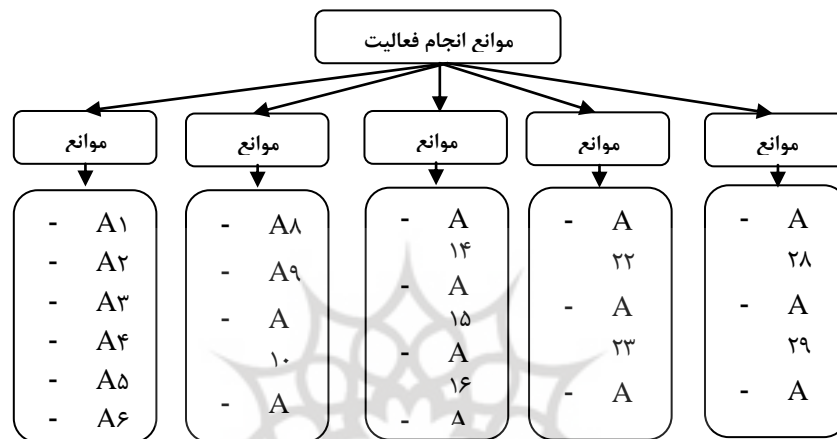 موانع انجام فعالیت
موانع
موانع
موانع
موانع
موانع
- A۱
- A۲
- A۳
- A۴
- A۵
- A۶
- A۸
- A۹
- A
۱۰
- A
- A
۱۴
- A
۱۵
- A
۱۶
- A
- A
۲۲
- A
۲۳
- A
- A
۲۸
- A
۲۹
- A